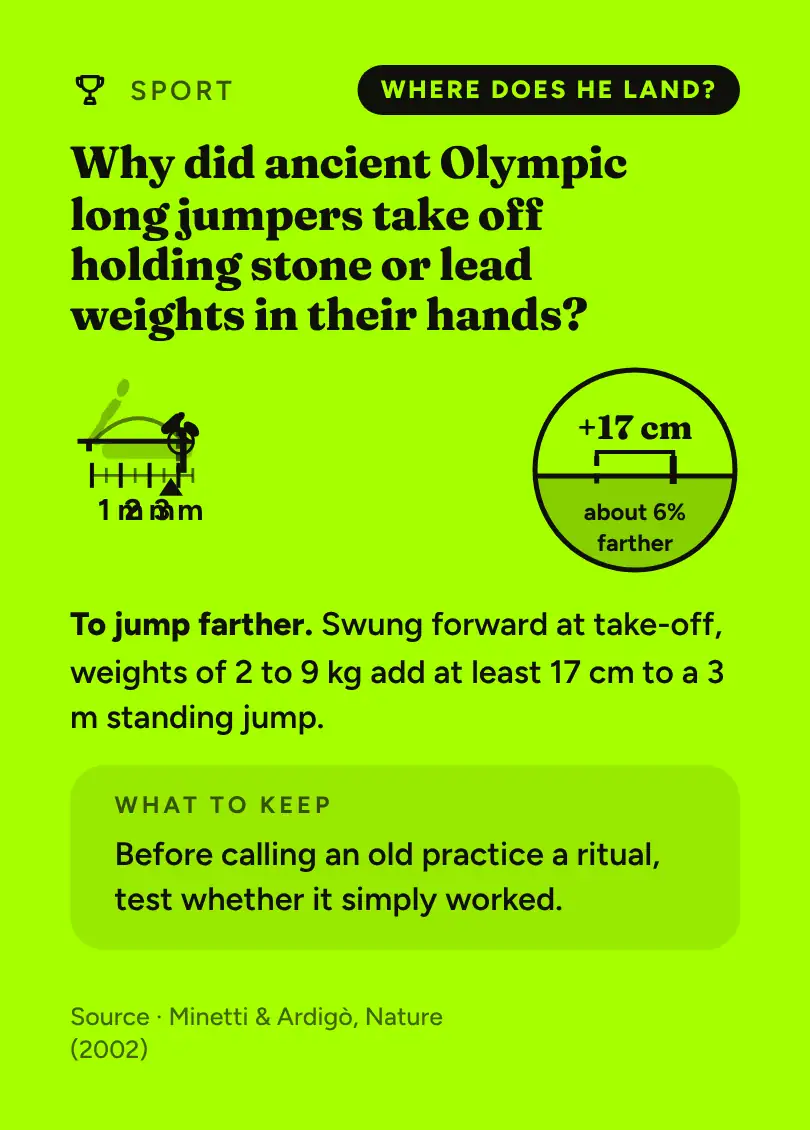 SPORT
WHERE DOES HE LAND?
Why did ancient Olympic
long jumpers take off
holding stone or lead
weights in their hands?
+17 cm
about 6%
farther
1 m 2 m 3 m
To jump farther. Swung forward at take-off,
weights of 2 to 9 kg add at least 17 cm to a 3
m standing jump.
WHAT TO KEEP
Before calling an old practice a ritual,
test whether it simply worked.
Source · Minetti & Ardigò, Nature
(2002)